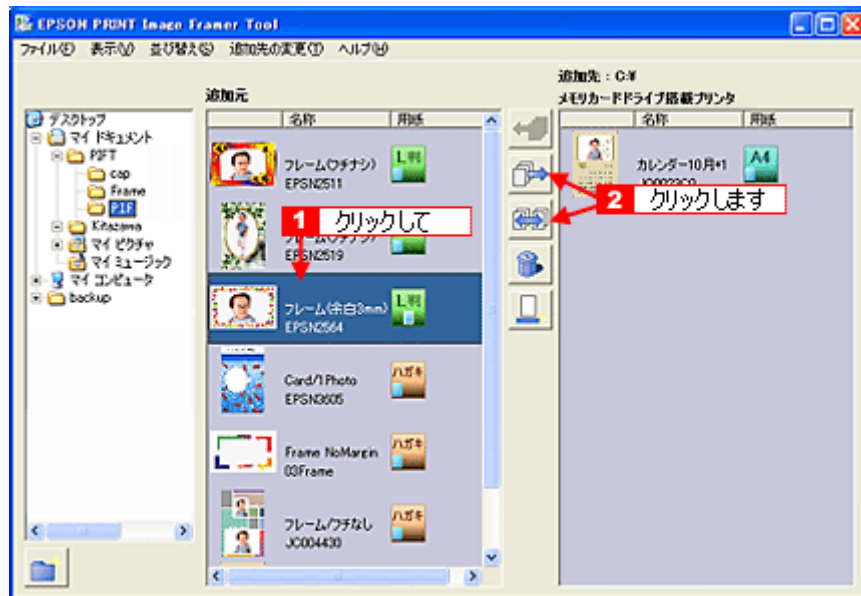 EPSON PRINT Image Framer Tool
ファイル(F) 表示(V) 並び替え(S) 追加先の変更(T) ヘルプ(H)
追加先：C:¥
追加元
メモリカードドライブ搭載プリンタ
名称 用紙
名称 用紙
デスクトップ
マイ ドキュメント
PIFT
cap
Frame
PIF
Kitazawa
マイ ピクチャ
マイ ミュージック
マイ コンピュータ
backup
フレーム(フチナシ)
EPSN2511
L判
EPSN2519
フレーム(余白3mm)
EPSN2564
L判
Card/1Photo
EPSN3605
ハガキ
Frame NoMargin
03Frame
ハガキ
フレーム/フチなし
JC004430
ハガキ
1 クリックして
カレンダー10月*1
A4
2 クリックします